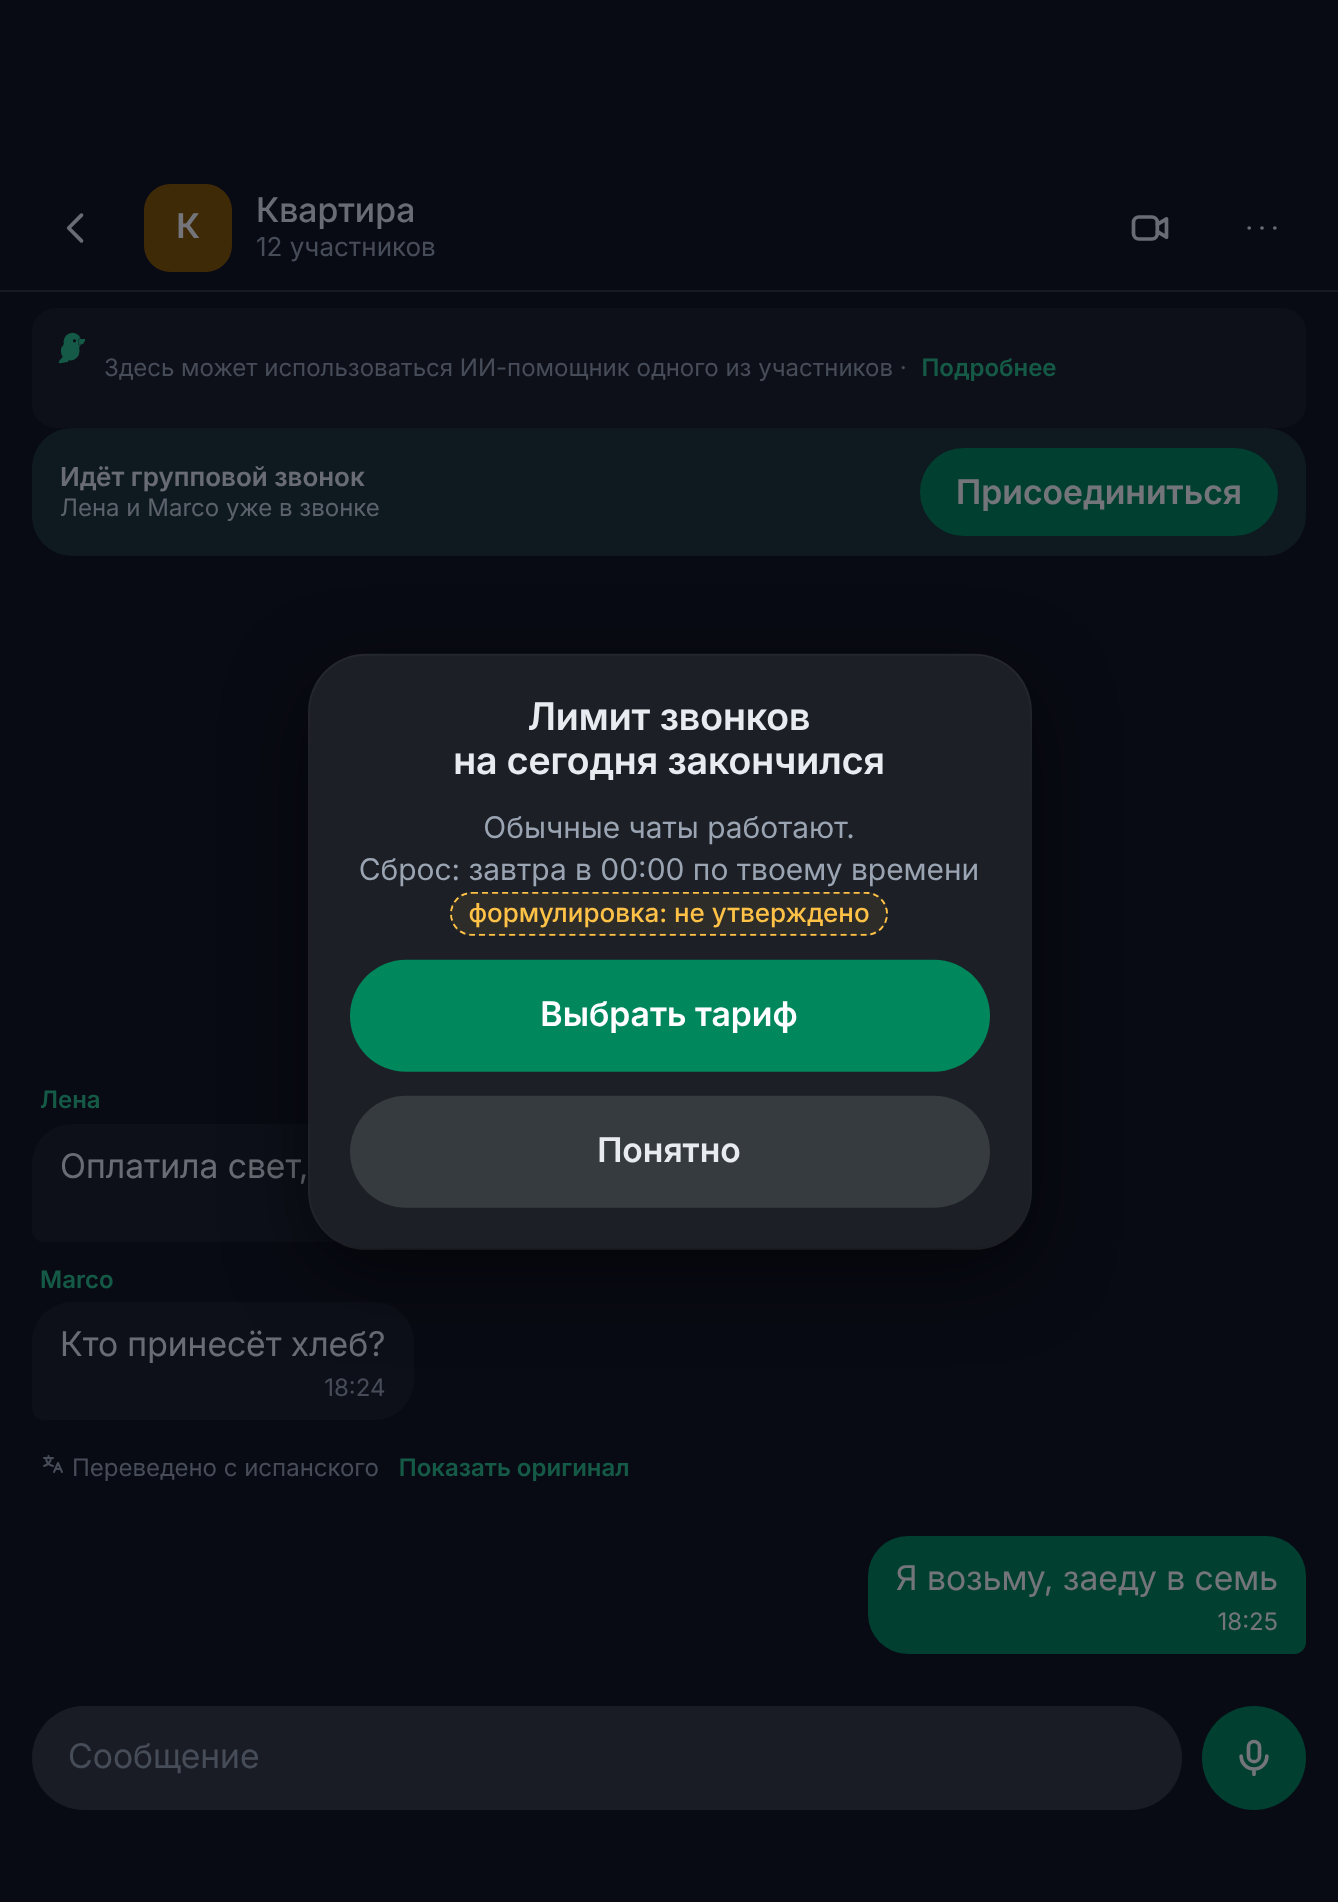 К
Квартира
12 участников
Здесь может использоваться ИИ-помощник одного из участников · Подробнее
Идёт групповой звонок
Лена и Marco уже в звонке
Присоединиться
Лимит звонков
на сегодня закончился
Обычные чаты работают.
Сброс: завтра в 00:00 по твоему времени
формулировка: не утверждено
Выбрать тариф
Понятно
Лена
Оплатила свет,
Marco
Кто принесёт хлеб?
18:24
Переведено с испанского Показать оригинал
Я возьму, заеду в семь
18:25
Сообщение